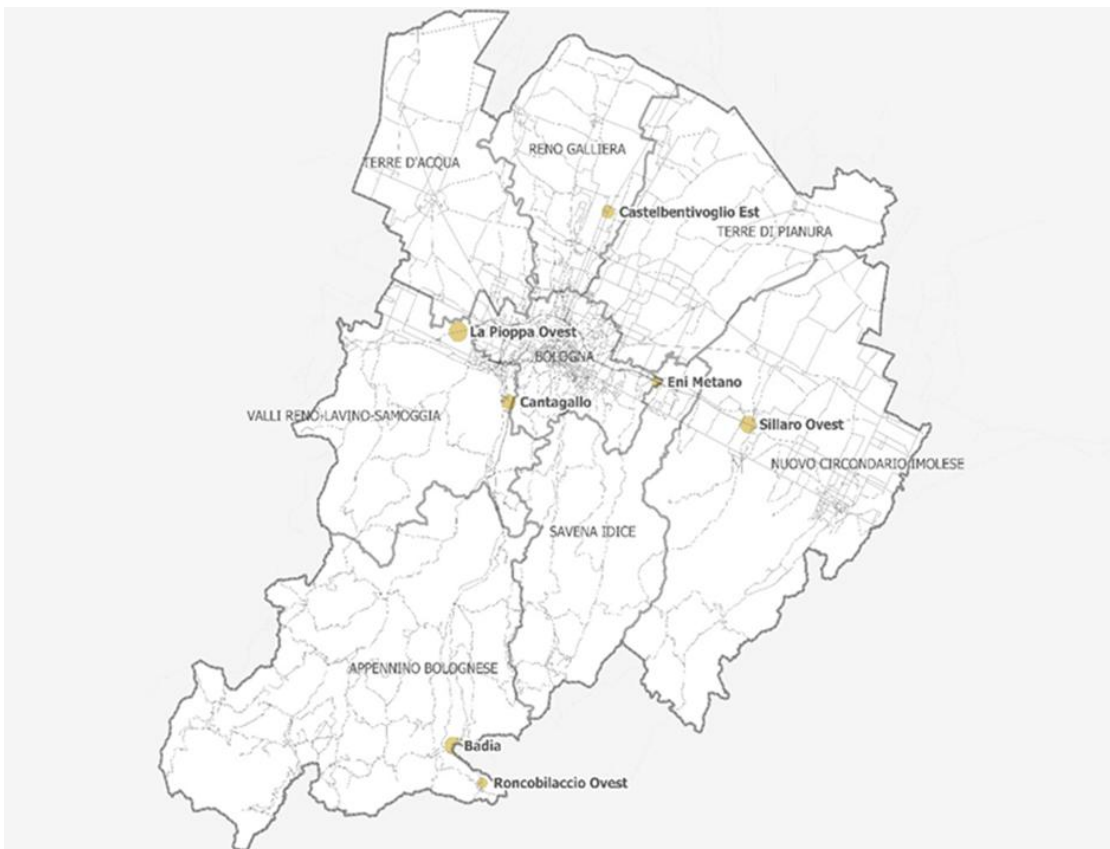 RENO GALLIERA
TERRE D'ACQUA
Castelbentivoglio Est
TERRE DI PIANURA
La Pioppa Ovest
BOLOGNA
Eni Metano
Cantagallo
VALLI RENO-LAVINO-SAMOGGIA
Sillaro Ovest
NUOVO CIRCONDARIO IMOLESE
SAVENA IDICE
APPENNINO BOLOGNESE
Badia
Roncobilaccio Ovest